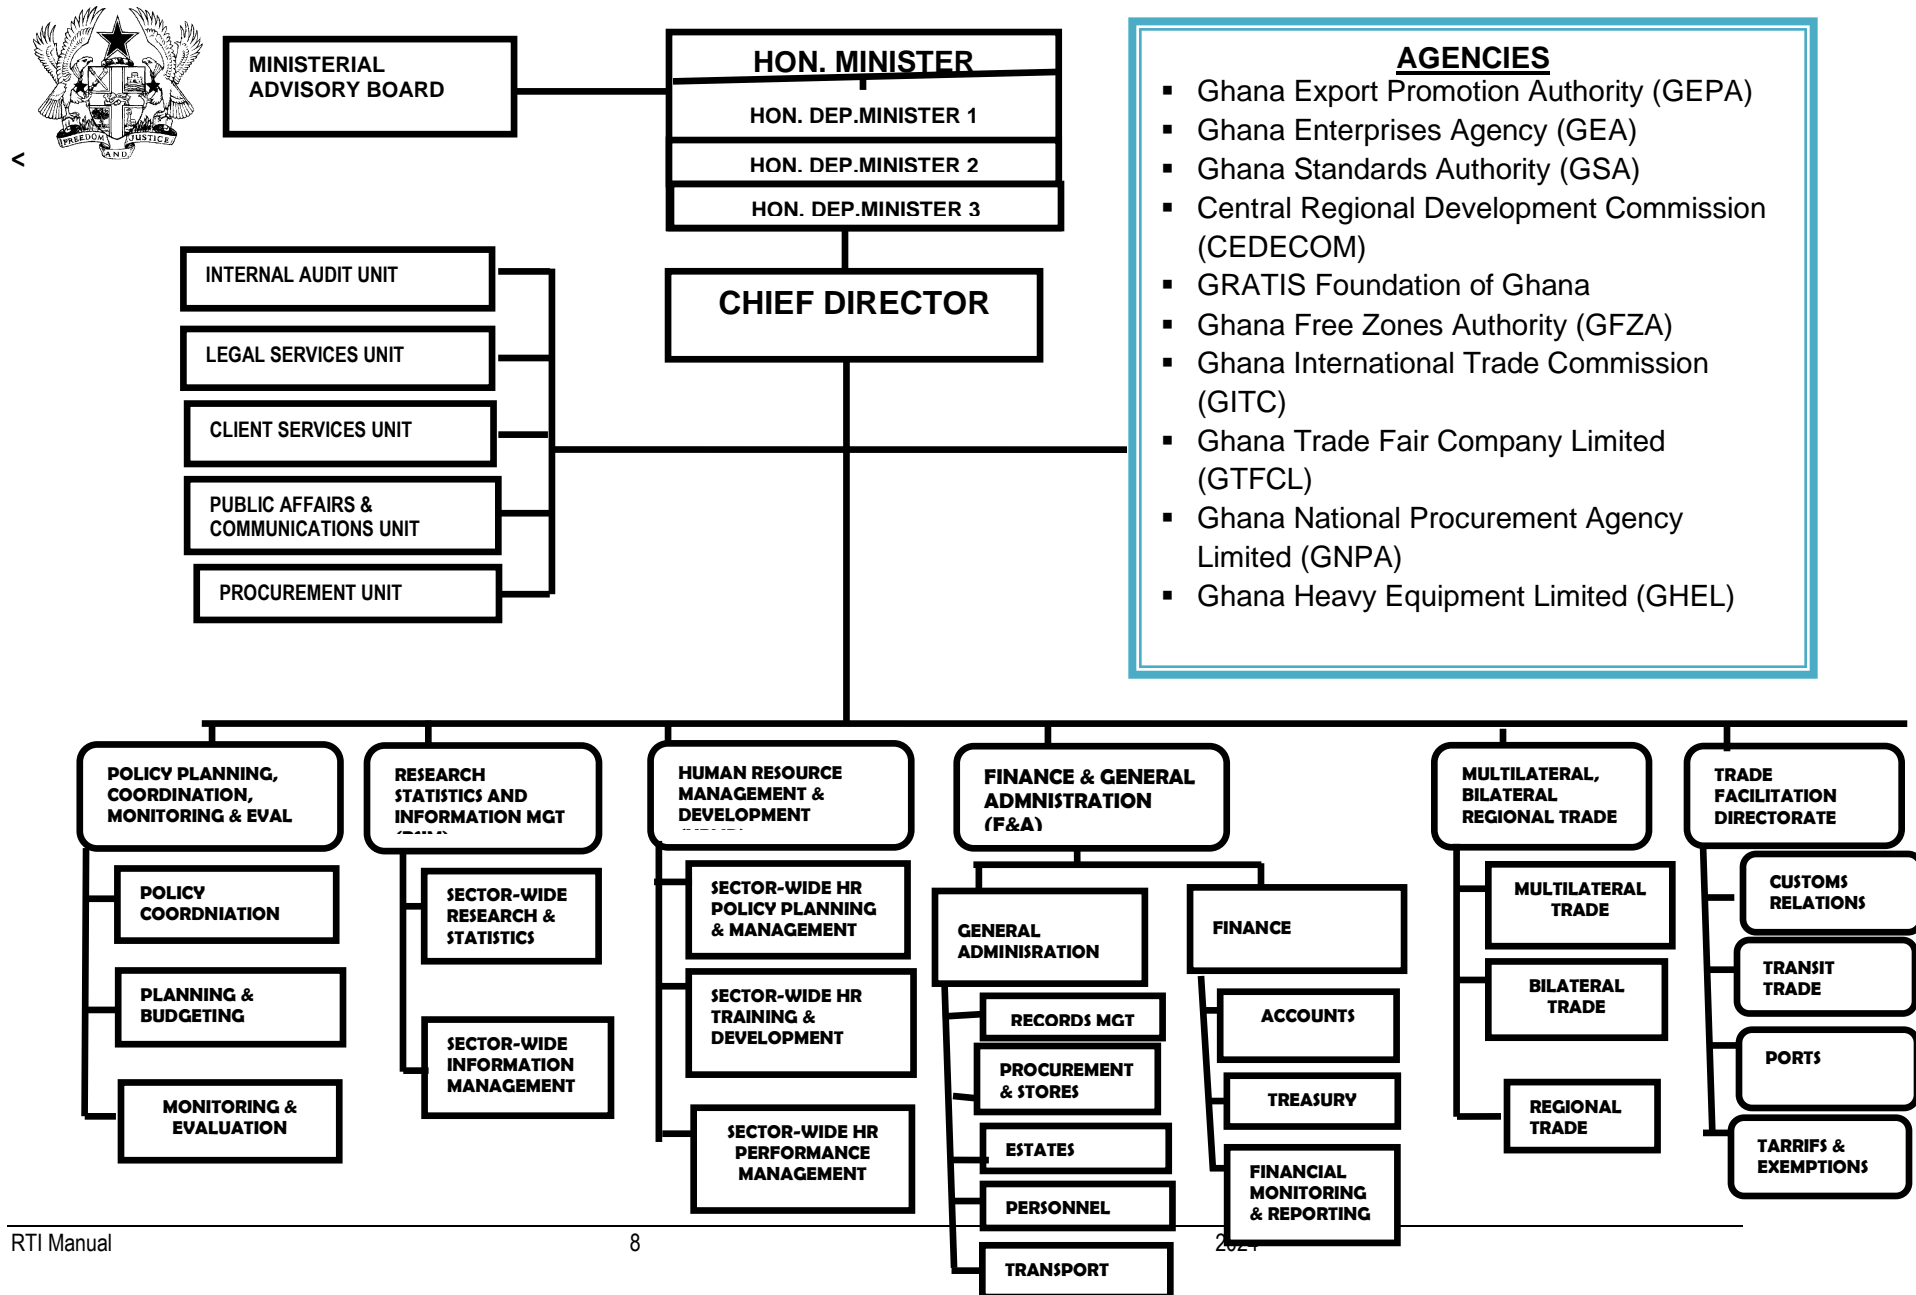 FREEDOM AND JUSTICE
<
MINISTERIAL
ADVISORY BOARD
HON. MINISTER
HON. DEP.MINISTER 1
HON. DEP.MINISTER 2
HON. DEP.MINISTER 3
CHIEF DIRECTOR
INTERNAL AUDIT UNIT
LEGAL SERVICES UNIT
CLIENT SERVICES UNIT
PUBLIC AFFAIRS &
COMMUNICATIONS UNIT
PROCUREMENT UNIT
AGENCIES
▪ Ghana Export Promotion Authority (GEPA)
▪ Ghana Enterprises Agency (GEA)
▪ Ghana Standards Authority (GSA)
▪ Central Regional Development Commission
(CEDECOM)
▪ GRATIS Foundation of Ghana
▪ Ghana Free Zones Authority (GFZA)
▪ Ghana International Trade Commission
(GITC)
▪ Ghana Trade Fair Company Limited
(GTFCL)
▪ Ghana National Procurement Agency
Limited (GNPA)
▪ Ghana Heavy Equipment Limited (GHEL)
POLICY PLANNING,
COORDINATION,
MONITORING & EVAL
POLICY
COORDNIATION
PLANNING &
BUDGETING
MONITORING &
EVALUATION
RESEARCH
STATISTICS AND
INFORMATION MGT
SECTOR-WIDE
RESEARCH &
STATISTICS
SECTOR-WIDE
INFORMATION
MANAGEMENT
HUMAN RESOURCE
MANAGEMENT &
DEVELOPMENT
SECTOR-WIDE HR
POLICY PLANNING
& MANAGEMENT
SECTOR-WIDE HR
TRAINING &
DEVELOPMENT
SECTOR-WIDE HR
PERFORMANCE
MANAGEMENT
FINANCE & GENERAL
ADMNISTRATION
(F&A)
GENERAL
ADMINISRATION
RECORDS MGT
PROCUREMENT
& STORES
ESTATES
PERSONNEL
TRANSPORT
FINANCE
ACCOUNTS
TREASURY
FINANCIAL
MONITORING
& REPORTING
MULTILATERAL,
BILATERAL
REGIONAL TRADE
MULTILATERAL
TRADE
BILATERAL
TRADE
REGIONAL
TRADE
TRADE
FACILITATION
DIRECTORATE
CUSTOMS
RELATIONS
TRANSIT
TRADE
PORTS
TARRIFS &
EXEMPTIONS
RTI Manual 8 2024